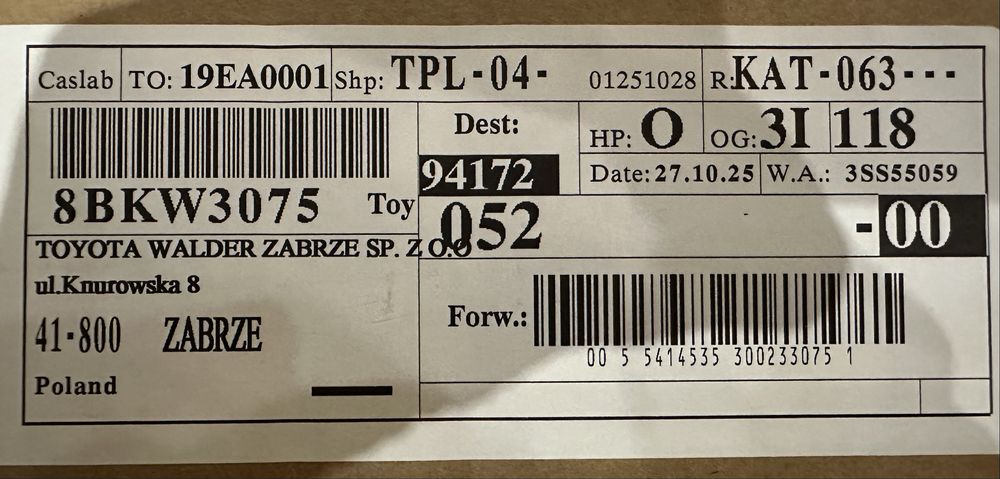 Caslab TO: 19EA0001 Shp: TPL-04- 01251028 R:KAT-063---
Dest: HP: O OG: 3I 118
94172 Date: 27.10.25 W.A.: 3SS55059
8BKW3075 Toy 052 -00
TOYOTA WALDER ZABRZE SP. Z O.O
ul.Knurowska 8
41-800 ZABRZE
Poland
Forw.:
00 5 5414535 300233075 1